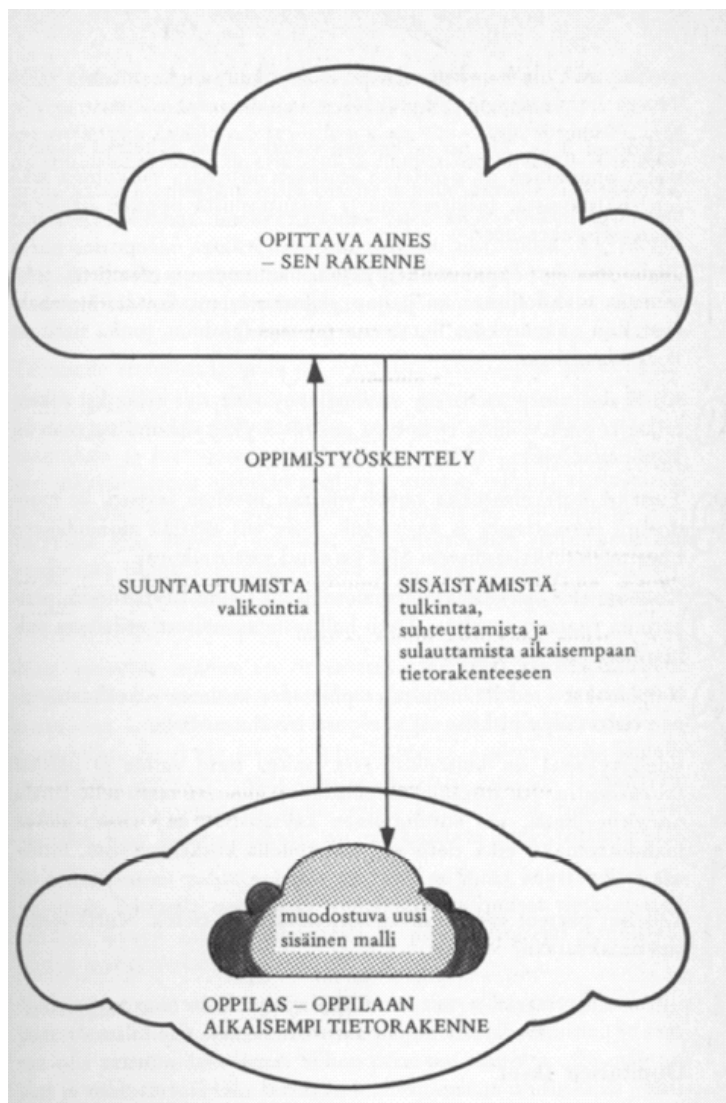 OPITTAVA AINES
– SEN RAKENNE
OPPIMISTYÖSKENTELY
SUUNTAUTUMISTA
valikointia
SISÄISTÄMISTÄ
tulkintaa,
suhteuttamista ja
sulauttamista aikaisempaan
tietorakenteeseen
muodostuva uusi
sisäinen malli
OPPILAS – OPPILAAN
AIKAISEMPI TIETORAKENNE